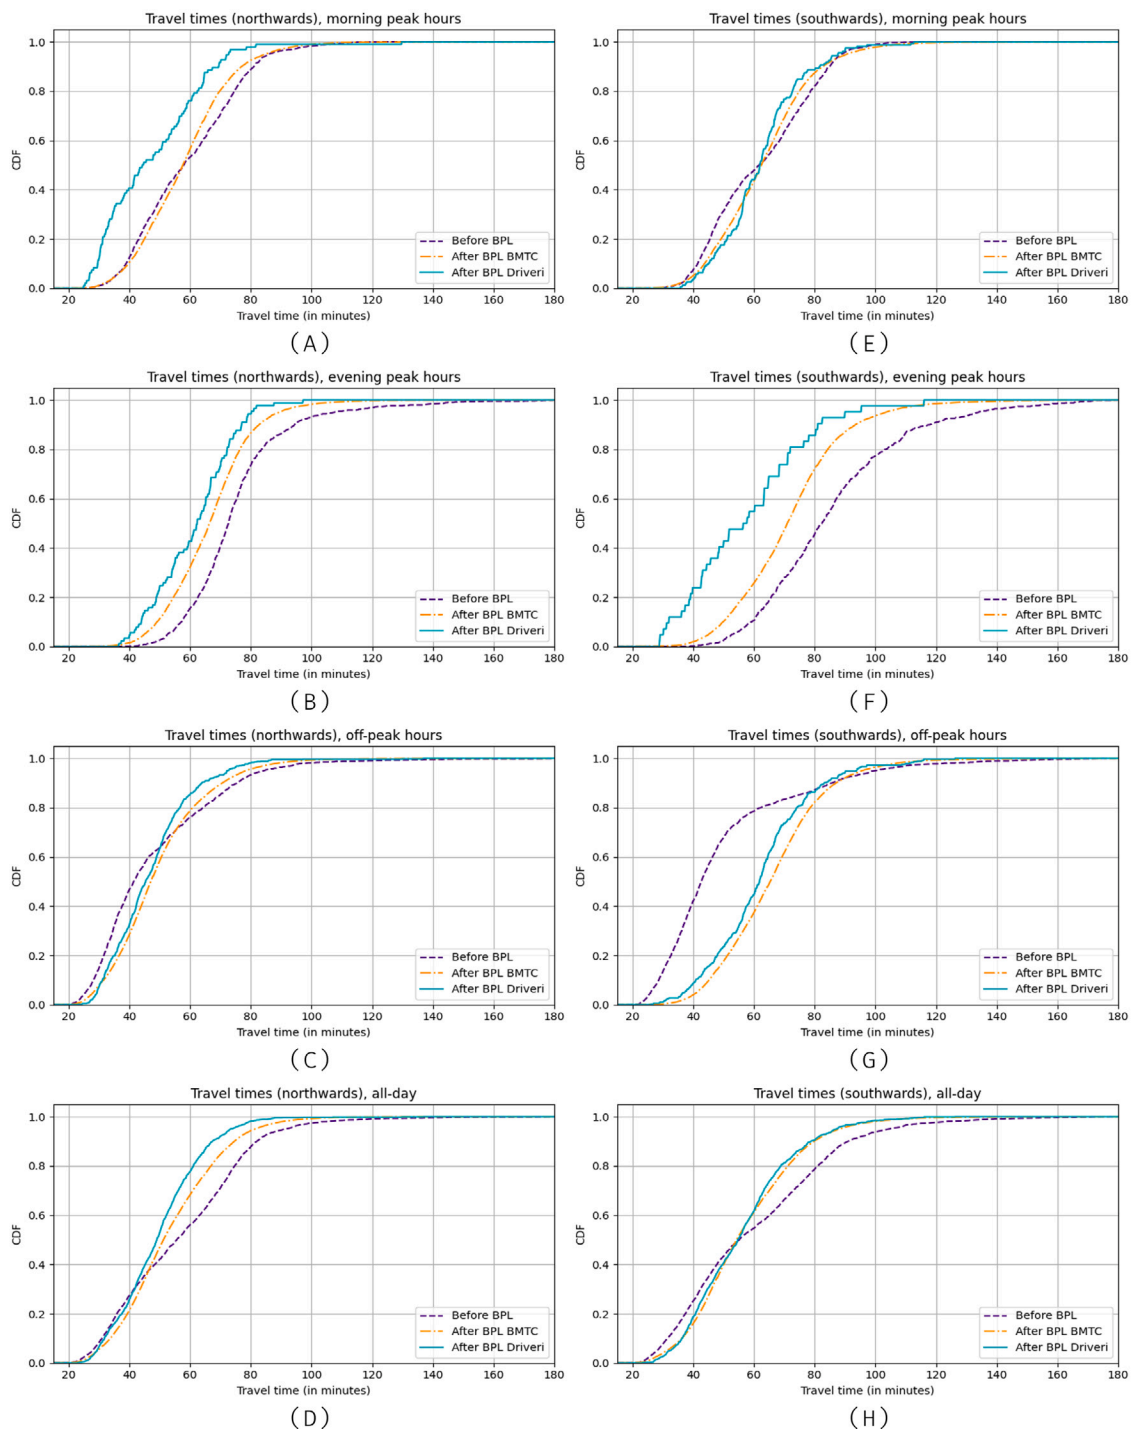 Travel times (northwards), morning peak hours
1.0
0.8
0.6
0.4
0.2
0.0
CDF
Before BPL
After BPL BMTC
After BPL Driveri
20 40 60 80 100 120 140 160 180
Travel time (in minutes)
(A)
Travel times (southwards), morning peak hours
1.0
0.8
0.6
0.4
0.2
0.0
CDF
Before BPL
After BPL BMTC
After BPL Driveri
20 40 60 80 100 120 140 160 180
Travel time (in minutes)
(E)
Travel times (northwards), evening peak hours
1.0
0.8
0.6
0.4
0.2
0.0
CDF
Before BPL
After BPL BMTC
After BPL Driveri
20 40 60 80 100 120 140 160 180
Travel time (in minutes)
(B)
Travel times (southwards), evening peak hours
1.0
0.8
0.6
0.4
0.2
0.0
CDF
Before BPL
After BPL BMTC
After BPL Driveri
20 40 60 80 100 120 140 160 180
Travel time (in minutes)
(F)
Travel times (northwards), off-peak hours
1.0
0.8
0.6
0.4
0.2
0.0
CDF
Before BPL
After BPL BMTC
After BPL Driveri
20 40 60 80 100 120 140 160 180
Travel time (in minutes)
(C)
Travel times (southwards), off-peak hours
1.0
0.8
0.6
0.4
0.2
0.0
CDF
Before BPL
After BPL BMTC
After BPL Driveri
20 40 60 80 100 120 140 160 180
Travel time (in minutes)
(G)
Travel times (northwards), all-day
1.0
0.8
0.6
0.4
0.2
0.0
CDF
Before BPL
After BPL BMTC
After BPL Driveri
20 40 60 80 100 120 140 160 180
Travel time (in minutes)
(D)
Travel times (southwards), all-day
1.0
0.8
0.6
0.4
0.2
0.0
CDF
Before BPL
After BPL BMTC
After BPL Driveri
20 40 60 80 100 120 140 160 180
Travel time (in minutes)
(H)